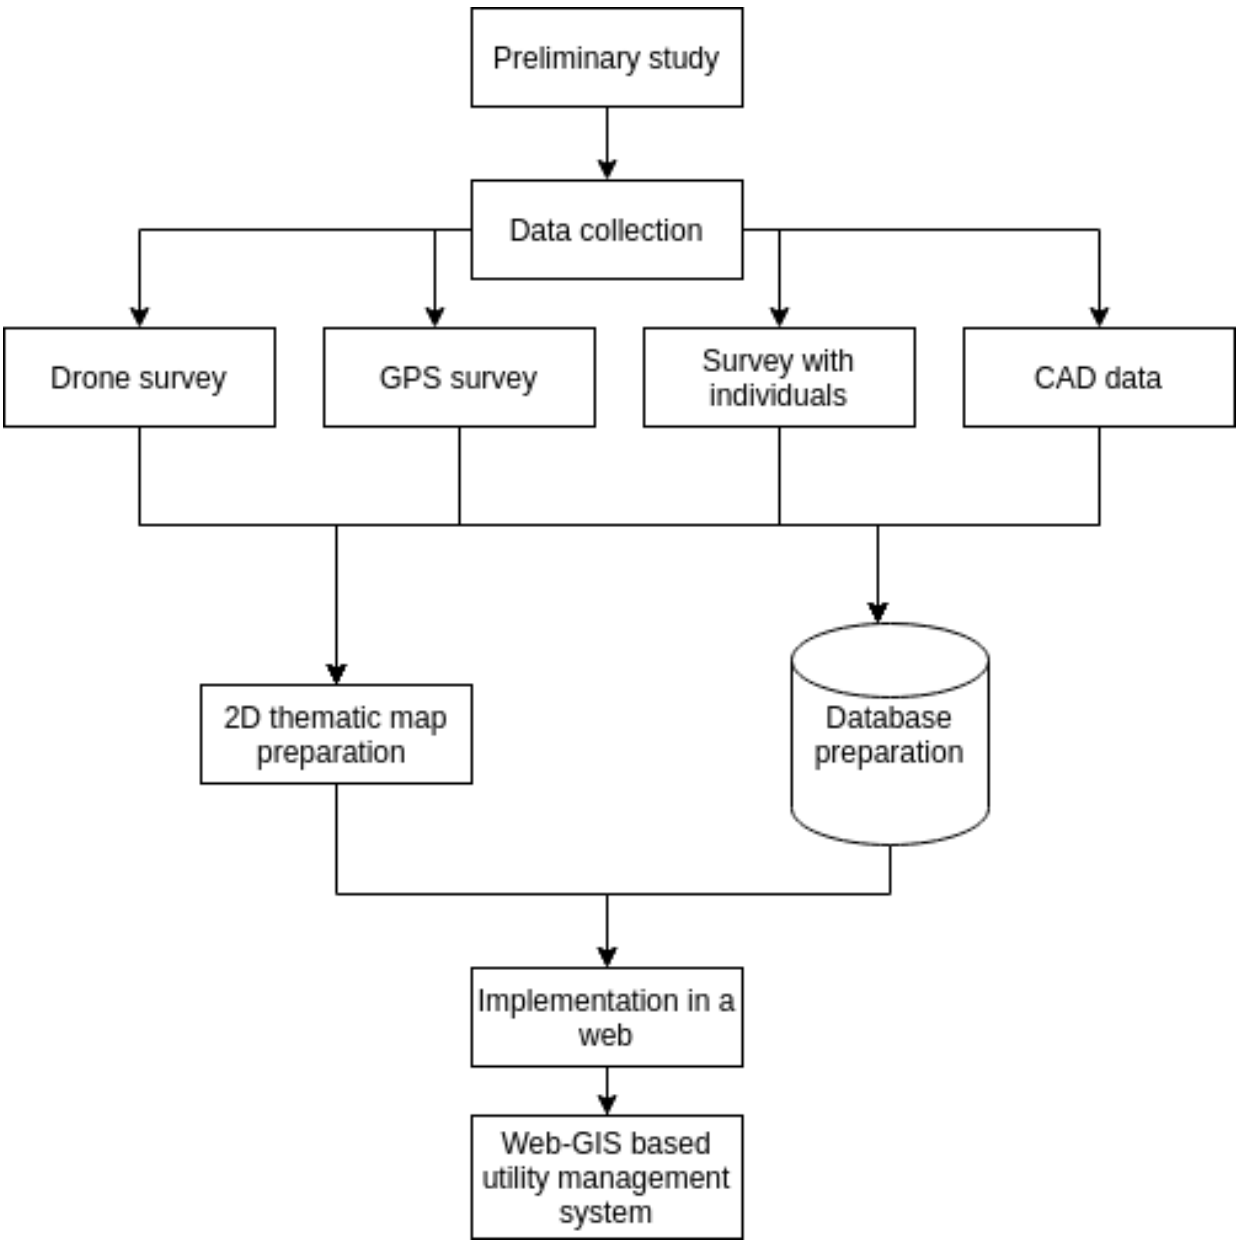 Preliminary study
Data collection
Drone survey
GPS survey
Survey with
individuals
CAD data
2D thematic map
preparation
Database
preparation
Implementation in a
web
Web-GIS based
utility management
system